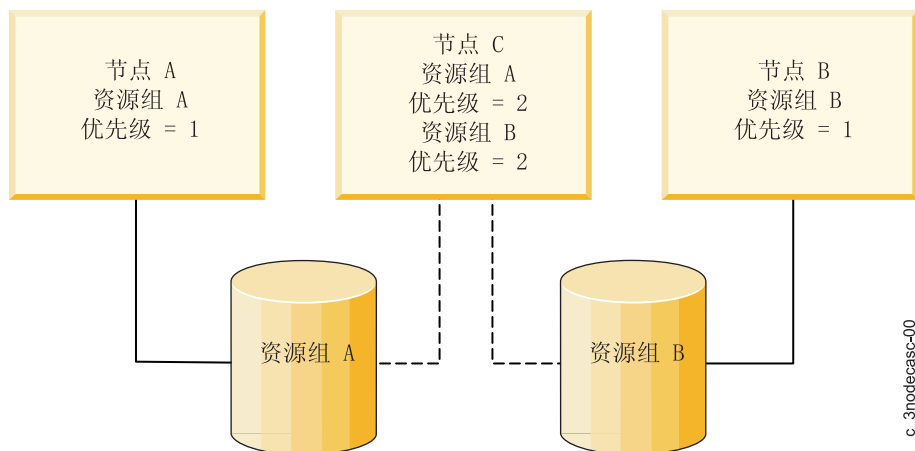 节点 A
资源组 A
优先级 = 1
节点 C
资源组 A
优先级 = 2
资源组 B
优先级 = 2
节点 B
资源组 B
优先级 = 1
资源组 A
资源组 B
c_3nodecasc-00